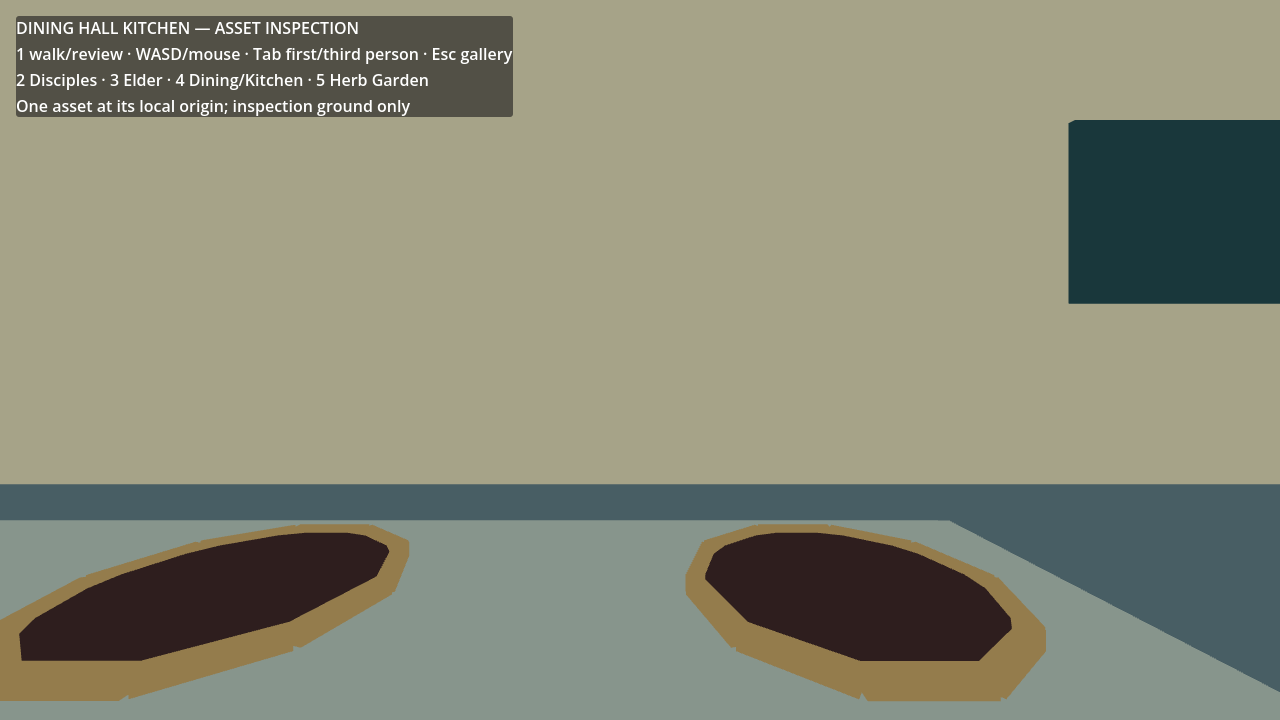 DINING HALL KITCHEN — ASSET INSPECTION
1 walk/review · WASD/mouse · Tab first/third person · Esc gallery
2 Disciples · 3 Elder · 4 Dining/Kitchen · 5 Herb Garden
One asset at its local origin; inspection ground only